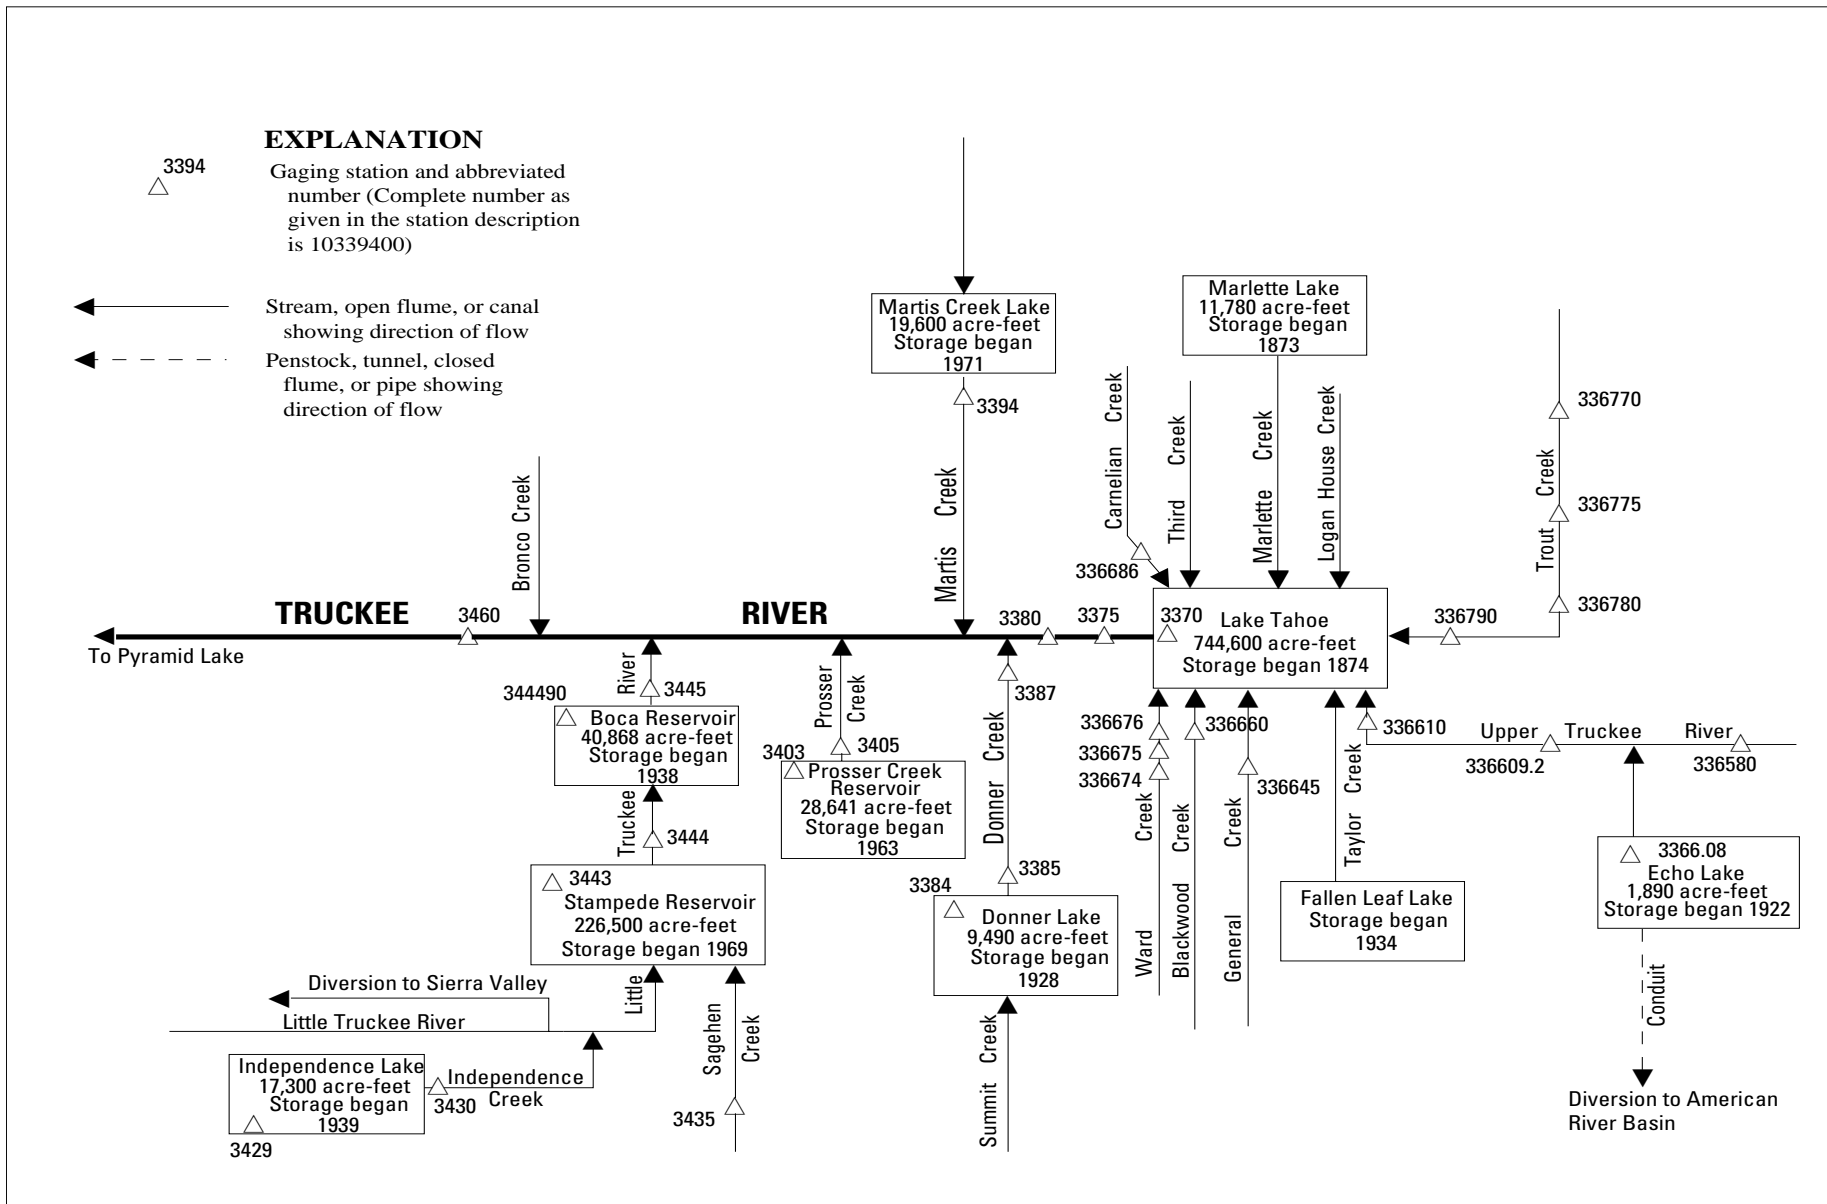 EXPLANATION
3394
Gaging station and abbreviated
number (Complete number as
given in the station description
is 10339400)
Stream, open flume, or canal
showing direction of flow
Penstock, tunnel, closed
flume, or pipe showing
direction of flow
Martis Creek Lake
19,600 acre-feet
Storage began
1971
3394
Martis Creek
Marlette Lake
11,780 acre-feet
Storage began
1873
Carnelian Creek
Third Creek
Marlette Creek
Logan House Creek
336686
336770
336775
336780
Trout Creek
336790
Bronco Creek
TRUCKEE RIVER
3460
3380
3375
To Pyramid Lake
3370
Lake Tahoe
744,600 acre-feet
Storage began 1874
344490
3445
Boca Reservoir
40,868 acre-feet
Storage began
1938
3444
Little Truckee River
3443
Stampede Reservoir
226,500 acre-feet
Storage began 1969
Diversion to Sierra Valley
Little Truckee River
Independence Lake
17,300 acre-feet
Storage began
1939
3429
3430
Independence
Creek
Sagehen Creek
3435
Prosser Creek
3403
3405
Prosser Creek
Reservoir
28,641 acre-feet
Storage began
1963
3387
Donner Creek
3385
3384
Donner Lake
9,490 acre-feet
Storage began
1928
Summit Creek
336676
336675
336674
Ward Creek
336660
Blackwood Creek
336645
General Creek
Taylor Creek
Fallen Leaf Lake
Storage began
1934
336610
Upper Truckee River
336609.2
336580
3366.08
Echo Lake
1,890 acre-feet
Storage began 1922
Conduit
Diversion to American
River Basin